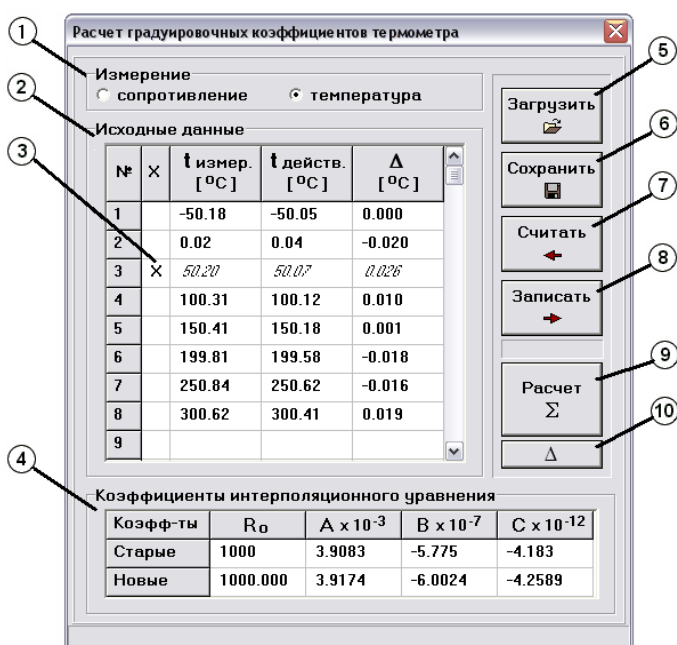 Расчет градуировочных коэффициентов термометра
1
Измерение
сопротивление температура
2
Исходные данные
3
№ X t измер. [ºC] t действ. [ºC] Δ [ºC]
1 -50.18 -50.05 0.000
2 0.02 0.04 -0.020
3 X 50.20 50.07 0.026
4 100.31 100.12 0.010
5 150.41 150.18 0.001
6 199.81 199.58 -0.018
7 250.84 250.62 -0.016
8 300.62 300.41 0.019
9
Загрузить
5
Сохранить
6
Считать
7
Записать
8
Расчет
Σ
9
Δ
10
4
Коэффициенты интерполяционного уравнения
Коэфф-ты Ro A x 10-3 B x 10-7 C x 10-12
Старые 1000 3.9083 -5.775 -4.183
Новые 1000.000 3.9174 -6.0024 -4.2589